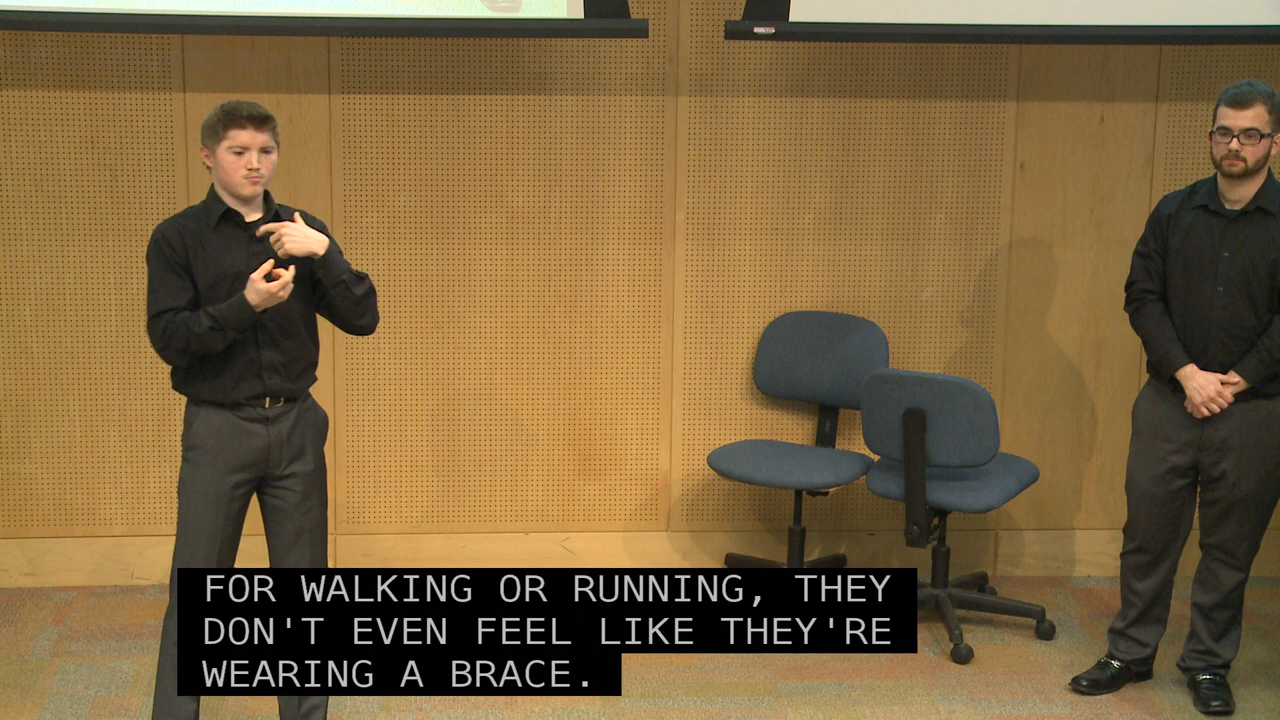 FOR WALKING OR RUNNING, THEY
DON'T EVEN FEEL LIKE THEY'RE
WEARING A BRACE.